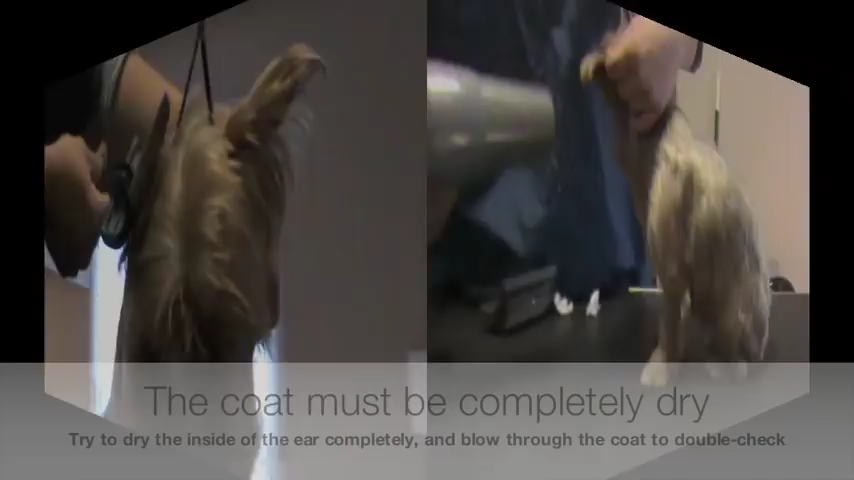 The coat must be completely dry
Try to dry the inside of the ear completely, and blow through the coat to double-check